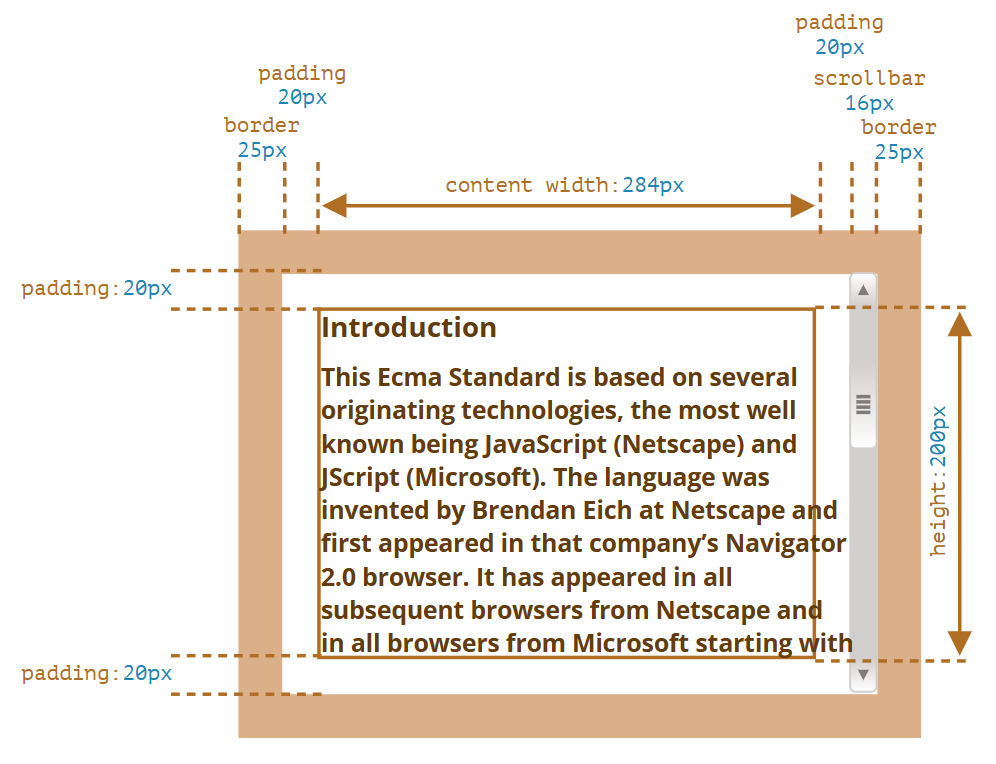 padding
20px
padding
20px
scrollbar
16px
border
25px
border
25px
content width:284px
padding:20px
Introduction
This Ecma Standard is based on several
originating technologies, the most well
known being JavaScript (Netscape) and
JScript (Microsoft). The language was
invented by Brendan Eich at Netscape and
first appeared in that company’s Navigator
2.0 browser. It has appeared in all
subsequent browsers from Netscape and
in all browsers from Microsoft starting with
height:200px
padding:20px